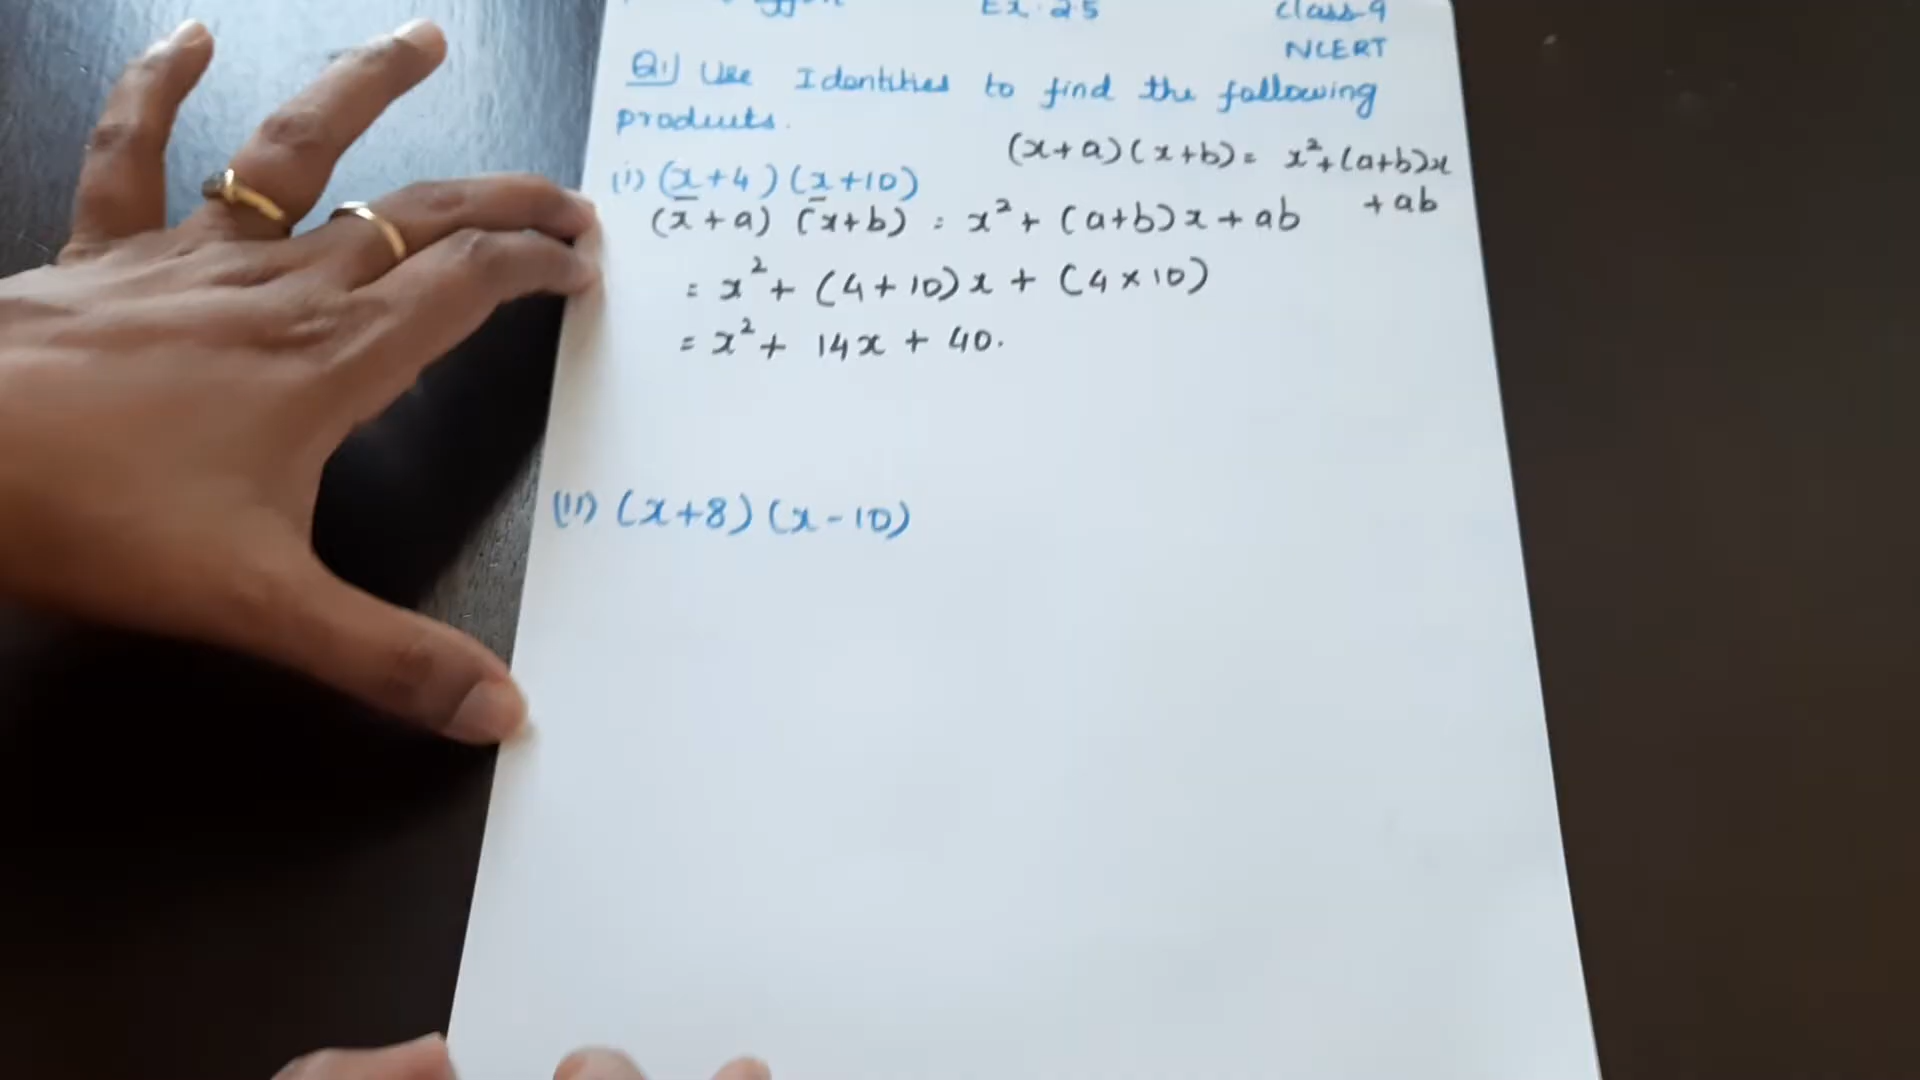 Ex. 2.5 Class-9
NCERT
Q1) Use Identities to find the following
products.
(x+a)(x+b) = x²+(a+b)x
+ ab
(i) (x+4)(x+10)
(x+a) (x+b) = x² + (a+b)x + ab
= x² + (4+10)x + (4×10)
= x² + 14x + 40.
(ii) (x+8)(x-10)